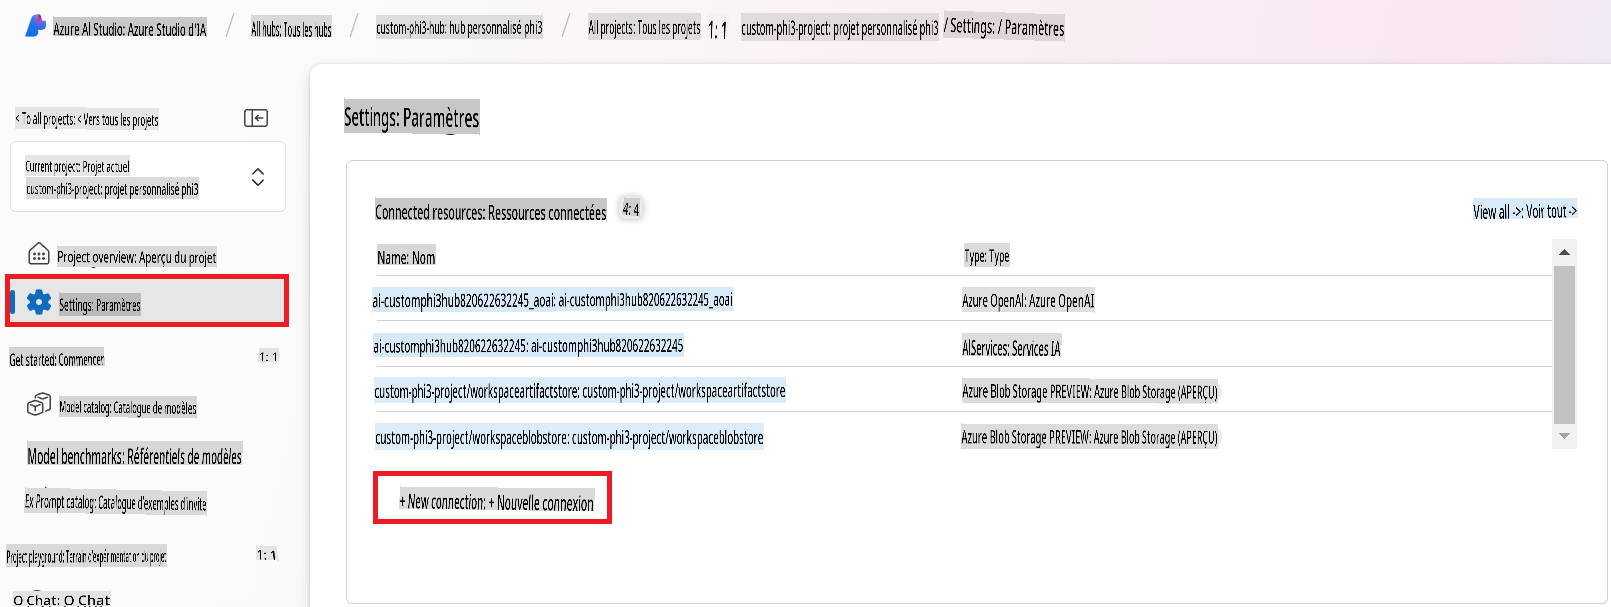 Azure AI Studio: Azure Studio d'IA / All hubs: Tous les hubs / custom-phi3-hub: hub personnalisé phi3 / All projects: Tous les projets 1: 1 custom-phi3-project: projet personnalisé phi3 / Settings: / Paramètres
< To all projects: < Vers tous les projets
Current project: Projet actuel
custom-phi3-project: projet personnalisé phi3
Project overview: Aperçu du projet
Settings: Paramètres
Get started: Commencer 1: 1
Model catalog: Catalogue de modèles
Model benchmarks: Référentiels de modèles
Ex Prompt catalog: Catalogue d'exemples d'invite
Project playground: Terrain d'expérimentation du projet 1: 1
O Chat: O Chat
Settings: Paramètres
Connected resources: Ressources connectées 4: 4
View all ->: Voir tout ->
Name: Nom Type: Type
ai-customphi3hub820622632245_aoai: ai-customphi3hub820622632245_aoai Azure OpenAI: Azure OpenAI
ai-customphi3hub820622632245: ai-customphi3hub820622632245 AIServices: Services IA
custom-phi3-project/workspaceartifactstore: custom-phi3-project/workspaceartifactstore Azure Blob Storage PREVIEW: Azure Blob Storage (APERÇU)
custom-phi3-project/workspaceblobstore: custom-phi3-project/workspaceblobstore Azure Blob Storage PREVIEW: Azure Blob Storage (APERÇU)
+ New connection: + Nouvelle connexion